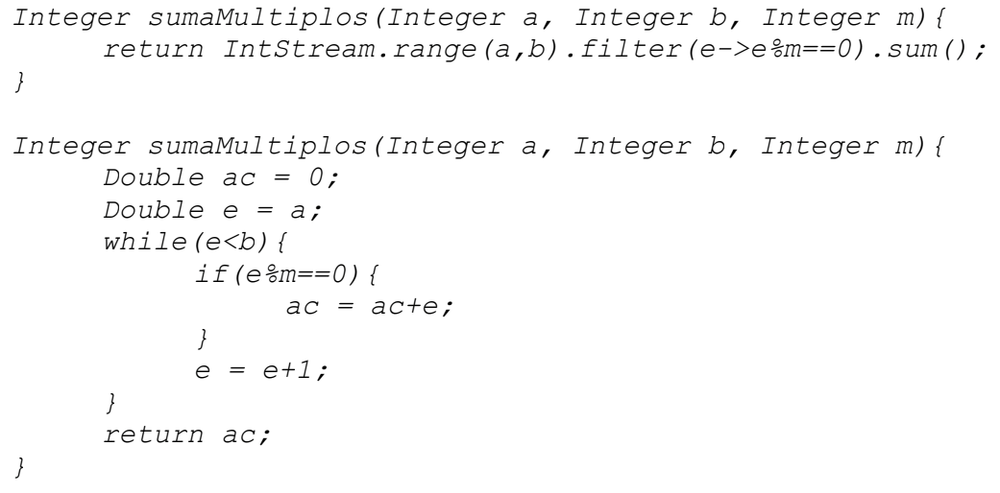 Integer sumaMultiplos(Integer a, Integer b, Integer m){
return IntStream.range(a,b).filter(e->e%m==0).sum();
}
Integer sumaMultiplos(Integer a, Integer b, Integer m){
Double ac = 0;
Double e = a;
while(e<b){
if(e%m==0){
ac = ac+e;
}
e = e+1;
}
return ac;
}